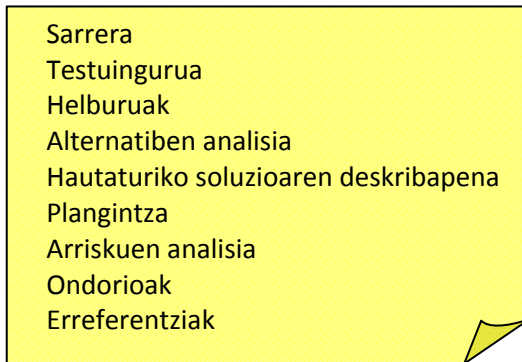 Sarrera
Testuingurua
Helburuak
Alternatiben analisia
Hautaturiko soluzioaren deskribapena
Plangintza
Arriskuen analisia
Ondorioak
Erreferentziak